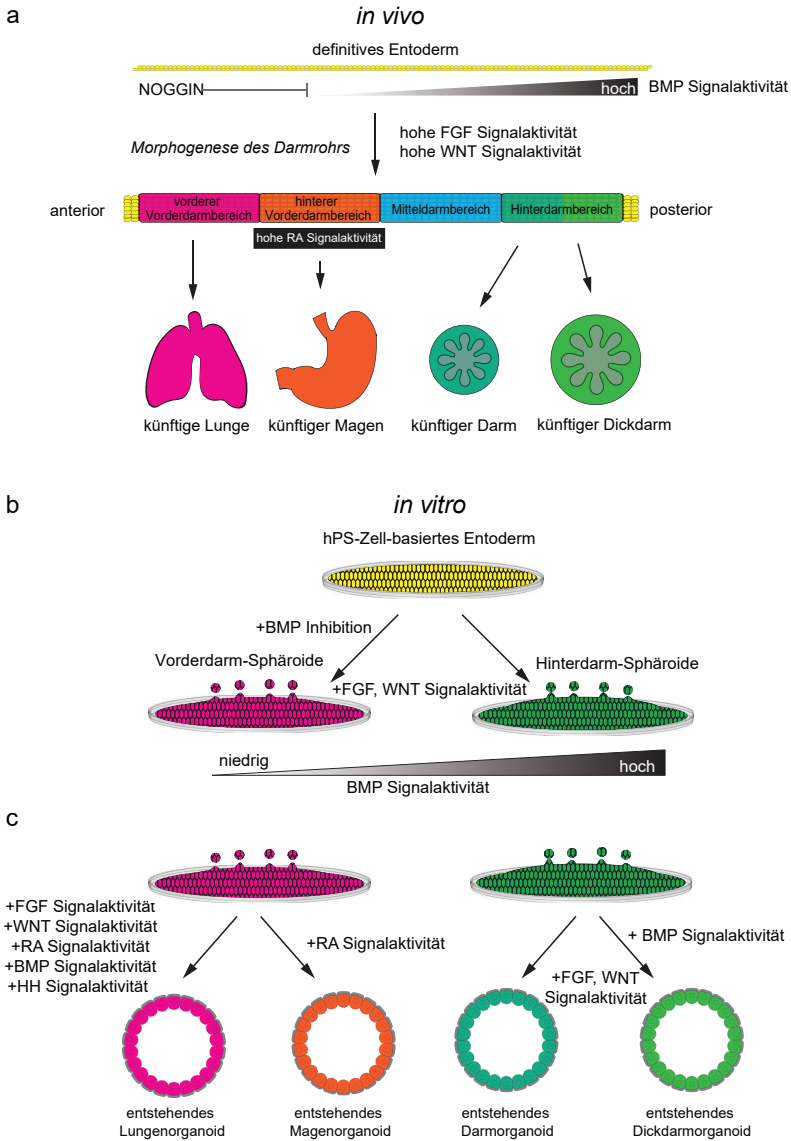 a
in vivo
definitives Entoderm
NOGGIN
hoch
BMP Signalaktivität
hohe FGF Signalaktivität
hohe WNT Signalaktivität
Morphogenese des Darmrohrs
anterior
vorderer
Vorderdarmbereich
hinterer
Vorderdarmbereich
Mitteldarmbereich
Hinterdarmbereich
posterior
hohe RA Signalaktivität
künftige Lunge
künftiger Magen
künftiger Darm
künftiger Dickdarm
b
in vitro
hPS-Zell-basiertes Entoderm
+BMP Inhibition
Vorderdarm-Sphäroide
Hinterdarm-Sphäroide
+FGF, WNT Signalaktivität
niedrig
hoch
BMP Signalaktivität
c
+FGF Signalaktivität
+WNT Signalaktivität
+RA Signalaktivität
+BMP Signalaktivität
+HH Signalaktivität
+RA Signalaktivität
+ BMP Signalaktivität
+FGF, WNT
Signalaktivität
entstehendes
Lungenorganoid
entstehendes
Magenorganoid
entstehendes
Darmorganoid
entstehendes
Dickdarmorganoid